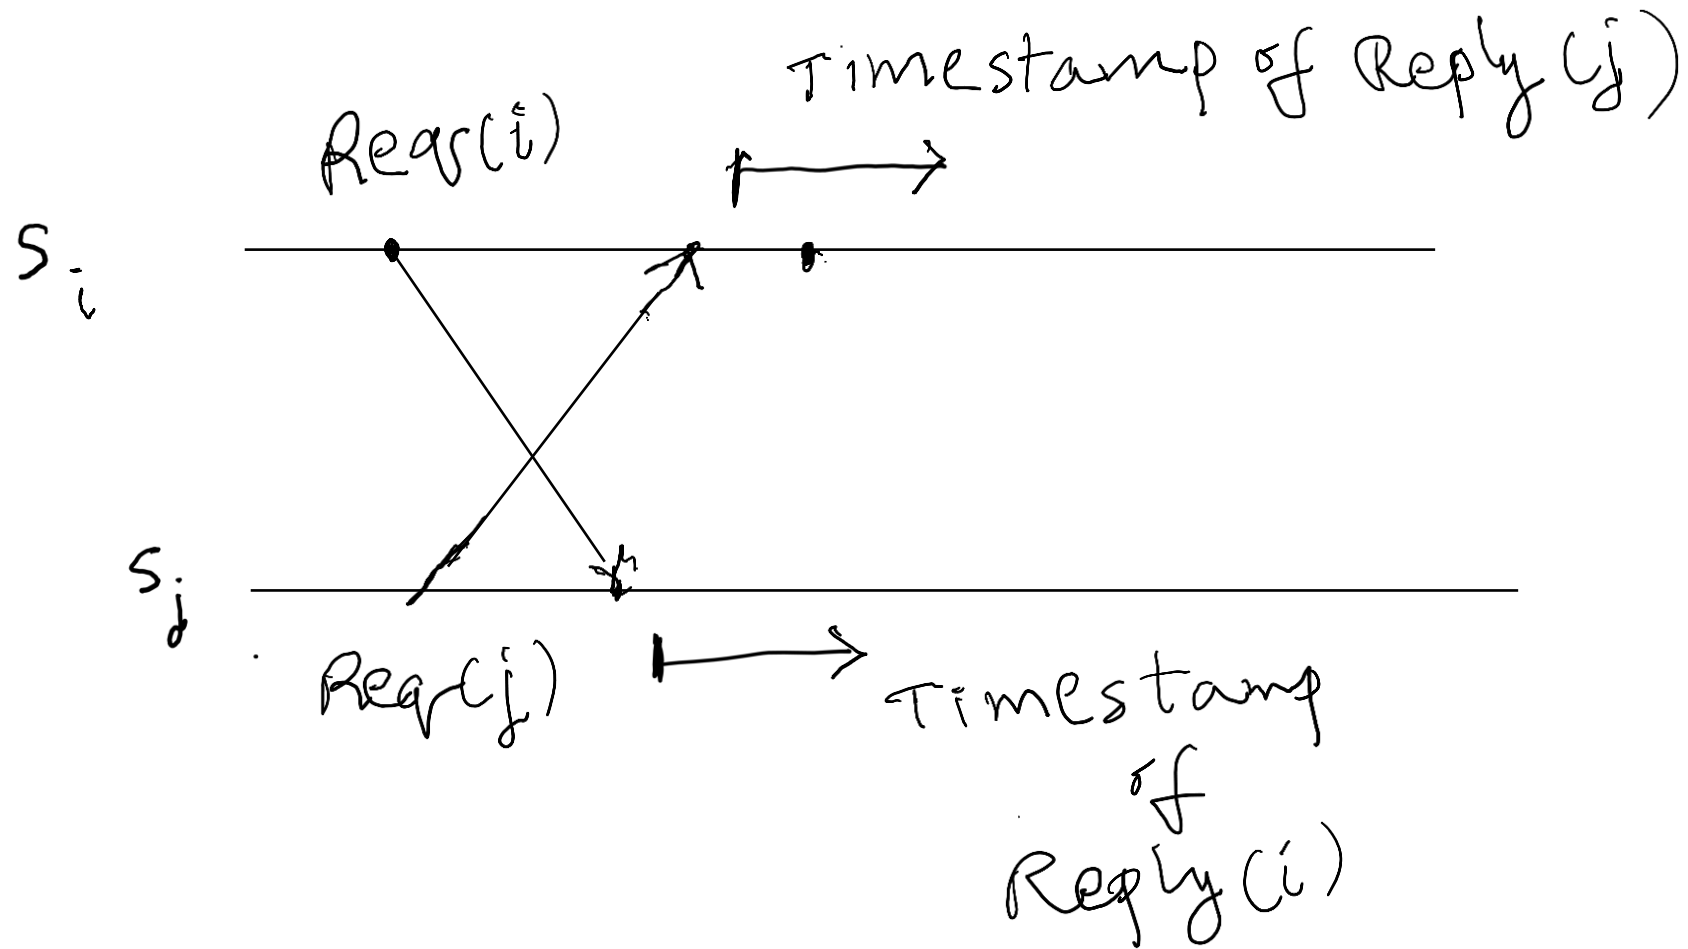 Timestamp of Reply (j)
Req(i)
Si
Sj
Req(j)
Timestamp
of
Reply (i)